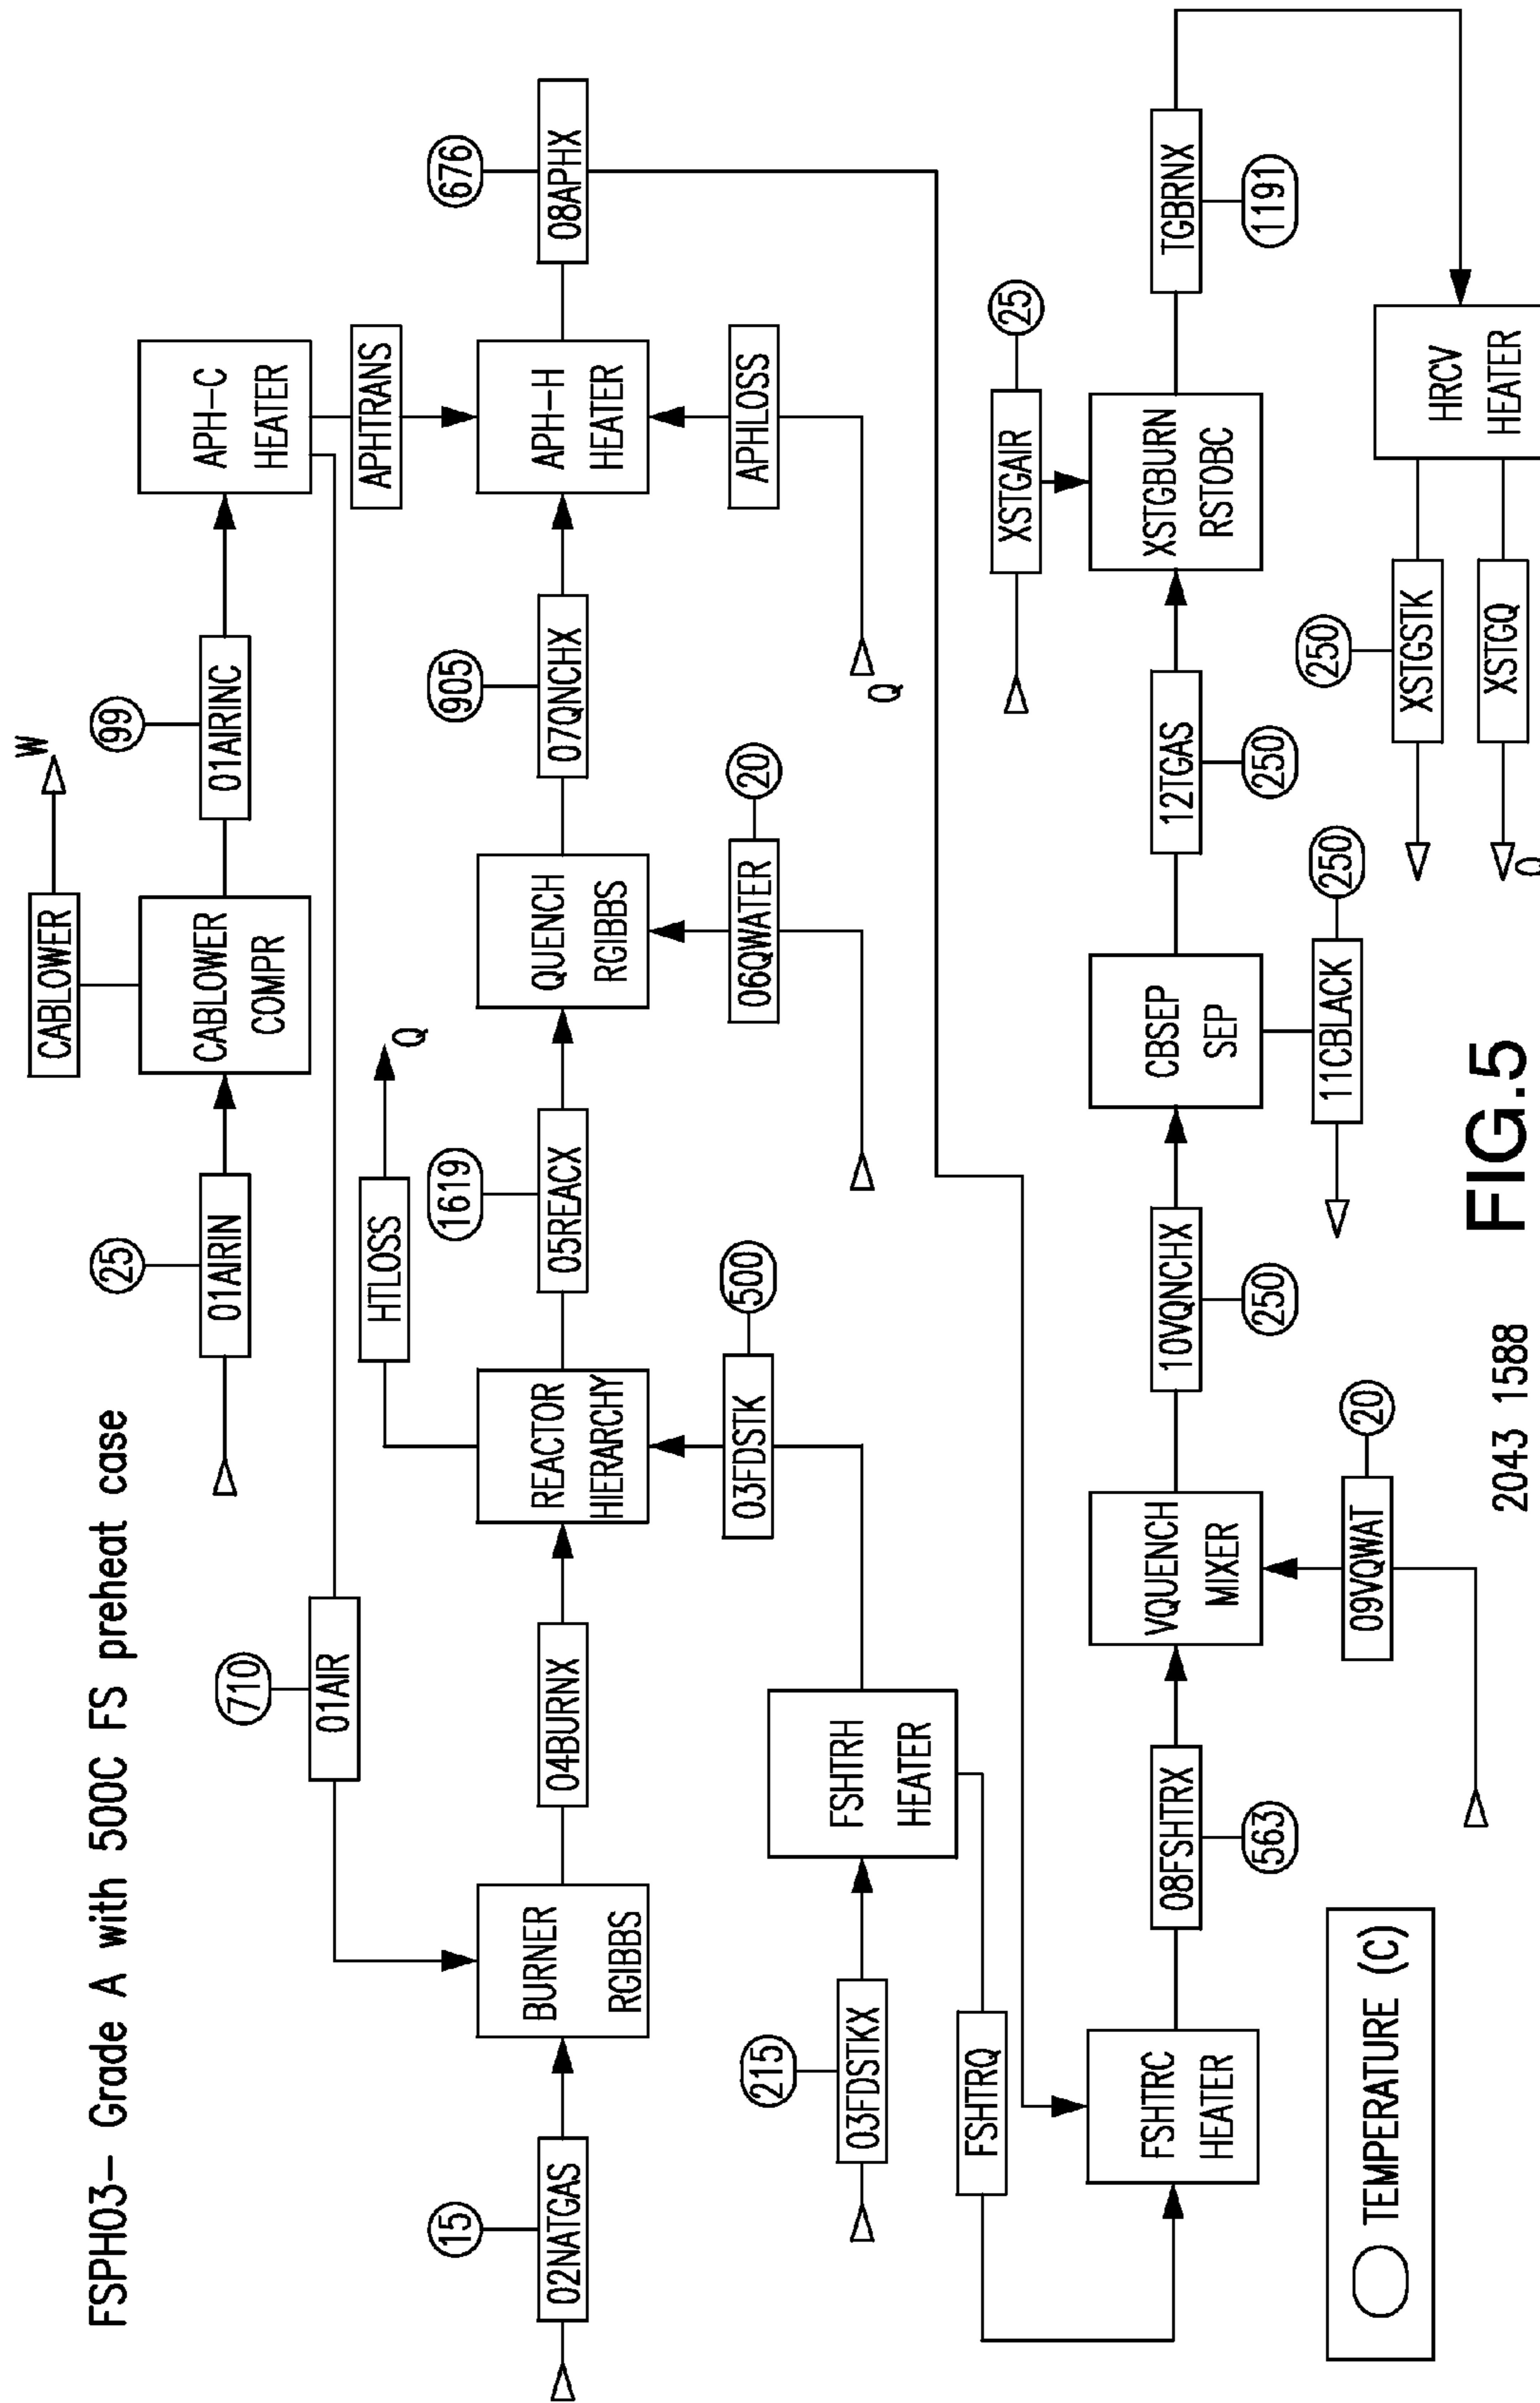 FSPH03– Grade A with 500C FS preheat case
CABLOWER
W
25
01AIRIN
CABLOWER
COMPR
99
01AIRINC
APH–C
HEATER
710
01AIR
APHTRANS
HTLOSS
Q
15
02NATGAS
BURNER
RGIBBS
04BURNX
REACTOR
HIERARCHY
1619
05REACX
QUENCH
RGIBBS
905
07QNCHX
APH–H
HEATER
676
08APHX
215
03FDSTKX
FSHTRH
HEATER
03FDSTK
500
06QWATER
20
APHLOSS
Q
FSHTRQ
XSTGAIR
25
FSHTRC
HEATER
08FSHTRX
563
VQUENCH
MIXER
10VQNCHX
250
CBSEP
SEP
12TGAS
250
XSTGBURN
RSTOBC
TGBRNX
1191
09VQWAT
20
11CBLACK
250
250
XSTGSTK
XSTGQ
Q
HRCV
HEATER
TEMPERATURE (C)
2043 1588
FIG.5